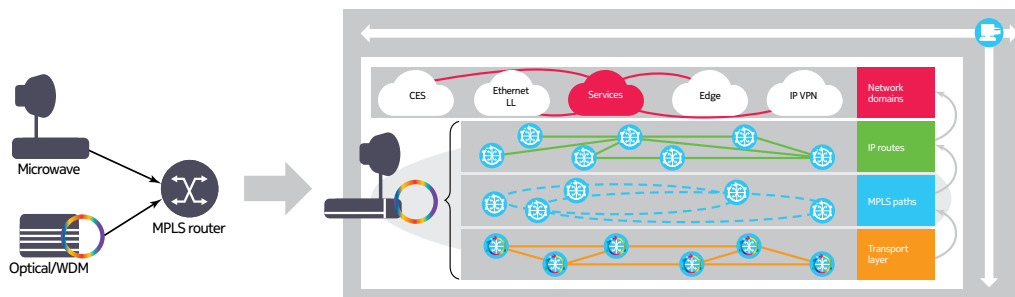 Microwave
Optical/WDM
MPLS router
CES
Ethernet
LL
Services
Edge
IP VPN
Network
domains
IP routes
MPLS paths
Transport
layer